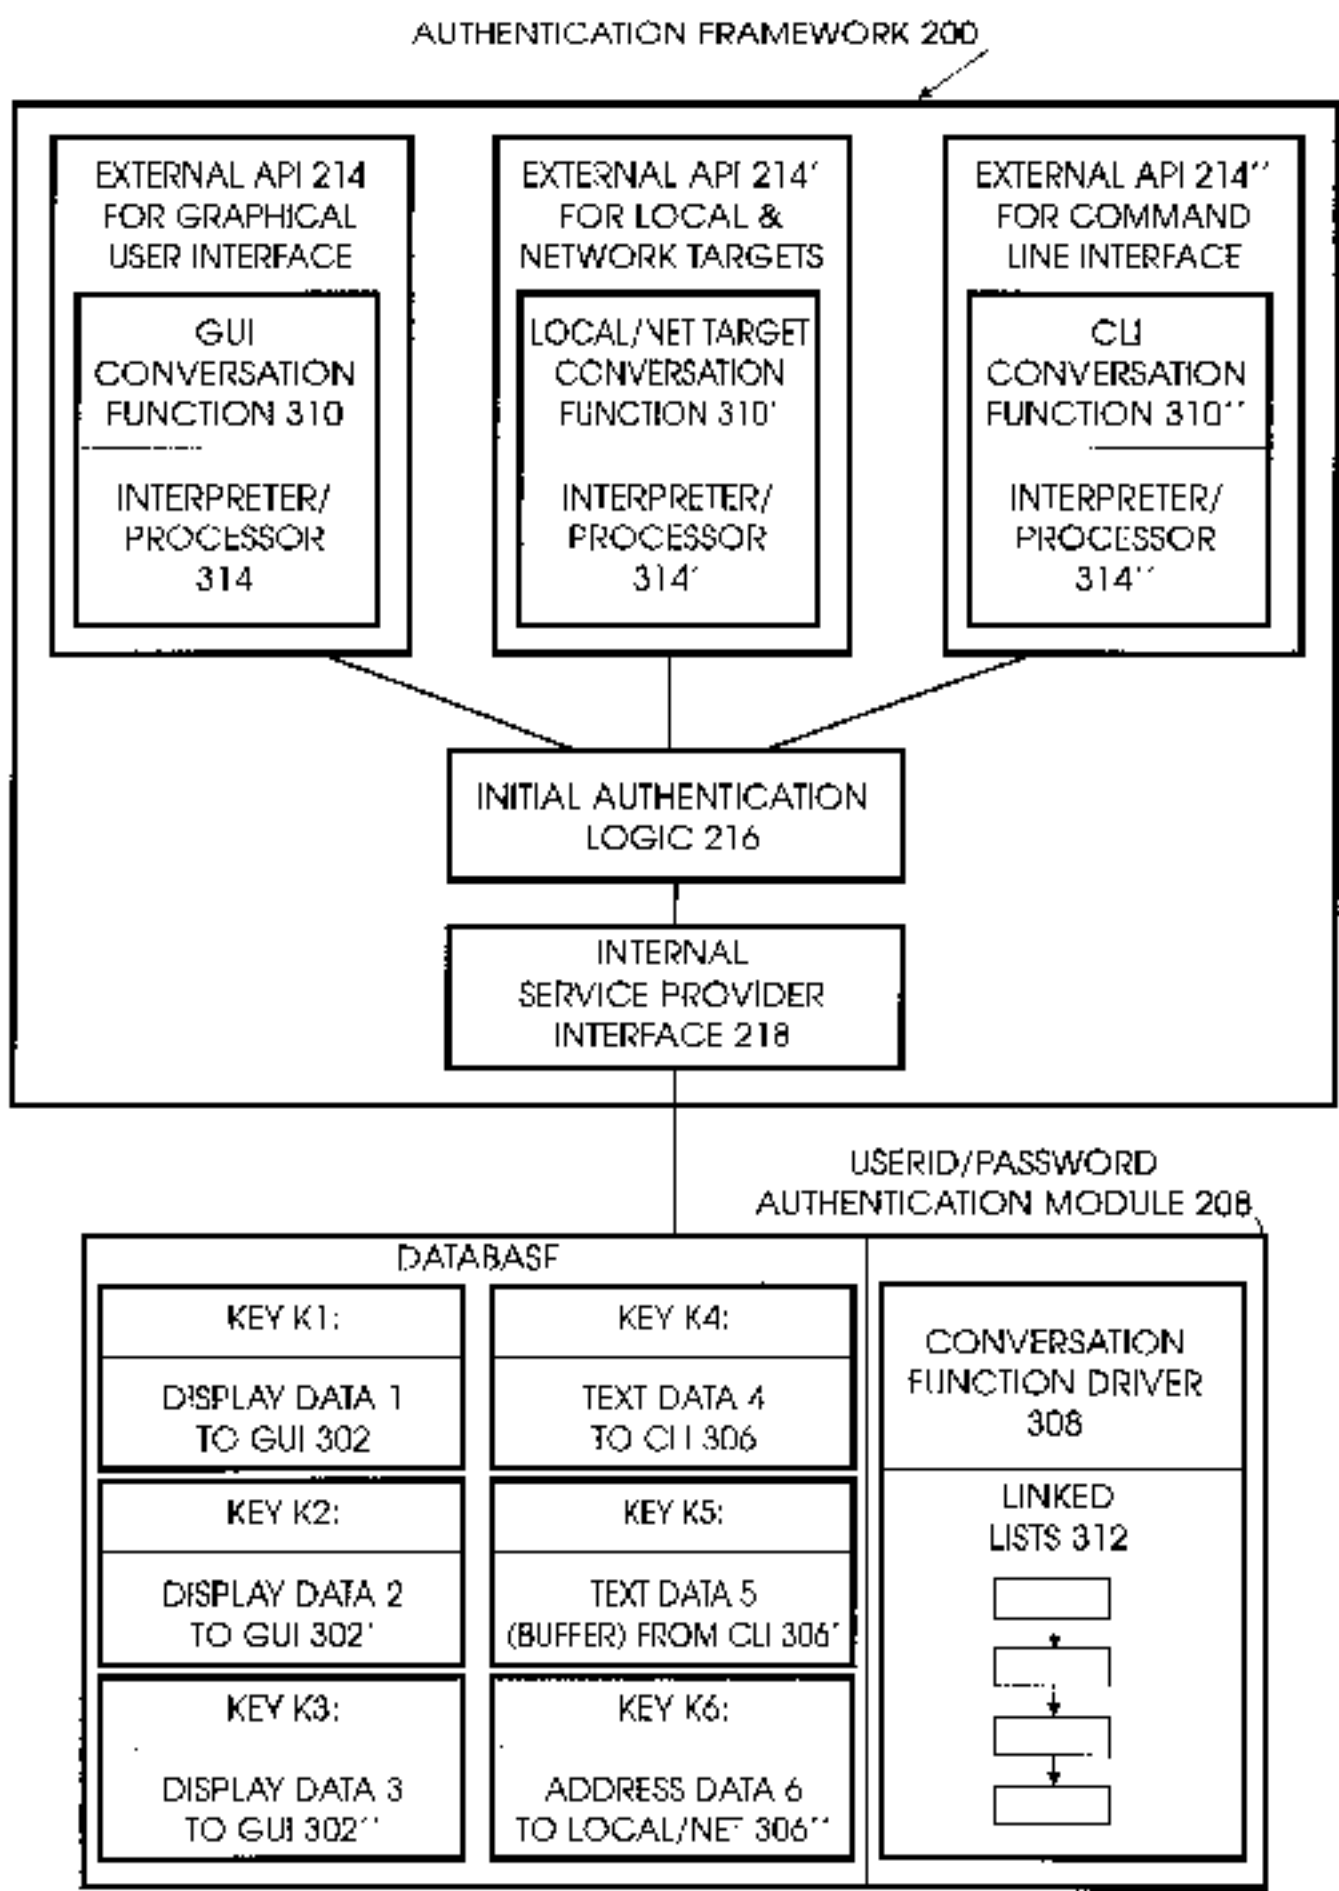 AUTHENTICATION FRAMEWORK 200
EXTERNAL API 214
FOR GRAPHICAL
USER INTERFACE
GUI
CONVERSATION
FUNCTION 310
INTERPRETER/
PROCESSOR
314
EXTERNAL API 214'
FOR LOCAL &
NETWORK TARGETS
LOCAL/NET TARGET
CONVERSATION
FUNCTION 310'
INTERPRETER/
PROCESSOR
314'
EXTERNAL API 214''
FOR COMMAND
LINE INTERFACE
CLI
CONVERSATION
FUNCTION 310''
INTERPRETER/
PROCESSOR
314''
INITIAL AUTHENTICATION
LOGIC 216
INTERNAL
SERVICE PROVIDER
INTERFACE 218
USERID/PASSWORD
AUTHENTICATION MODULE 208
DATABASE
KEY K1:
DISPLAY DATA 1
TO GUI 302
KEY K2:
DISPLAY DATA 2
TO GUI 302'
KEY K3:
DISPLAY DATA 3
TO GUI 302''
KEY K4:
TEXT DATA 4
TO CLI 306
KEY K5:
TEXT DATA 5
(BUFFER) FROM CLI 306'
KEY K6:
ADDRESS DATA 6
TO LOCAL/NET 306''
CONVERSATION
FUNCTION DRIVER
308
LINKED
LISTS 312